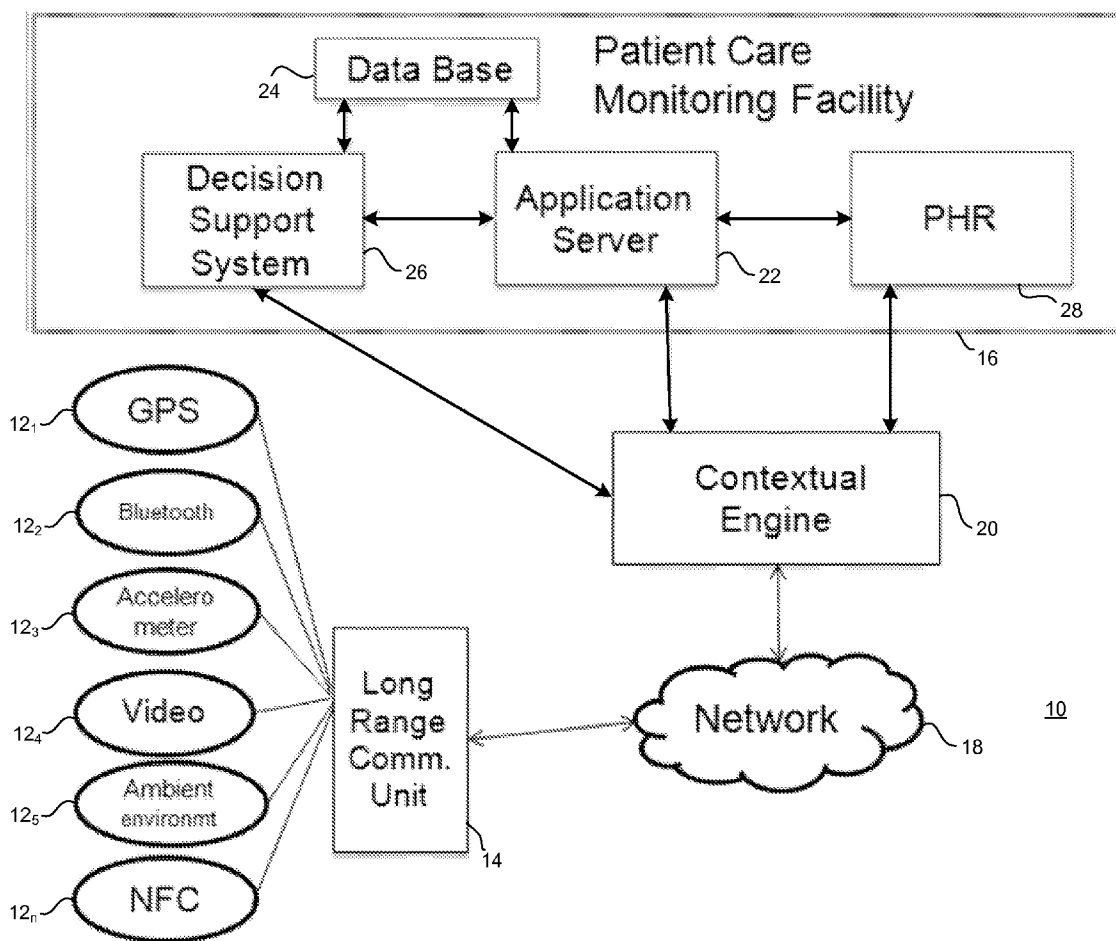 Patient Care
Monitoring Facility
Data Base
24
Decision
Support
System
26
Application
Server
22
PHR
28
16
GPS
12₁
Bluetooth
12₂
Accelero
meter
12₃
Video
12₄
Ambient
environmt
12₅
NFC
12ₙ
Long
Range
Comm.
Unit
14
Contextual
Engine
20
Network
18
10